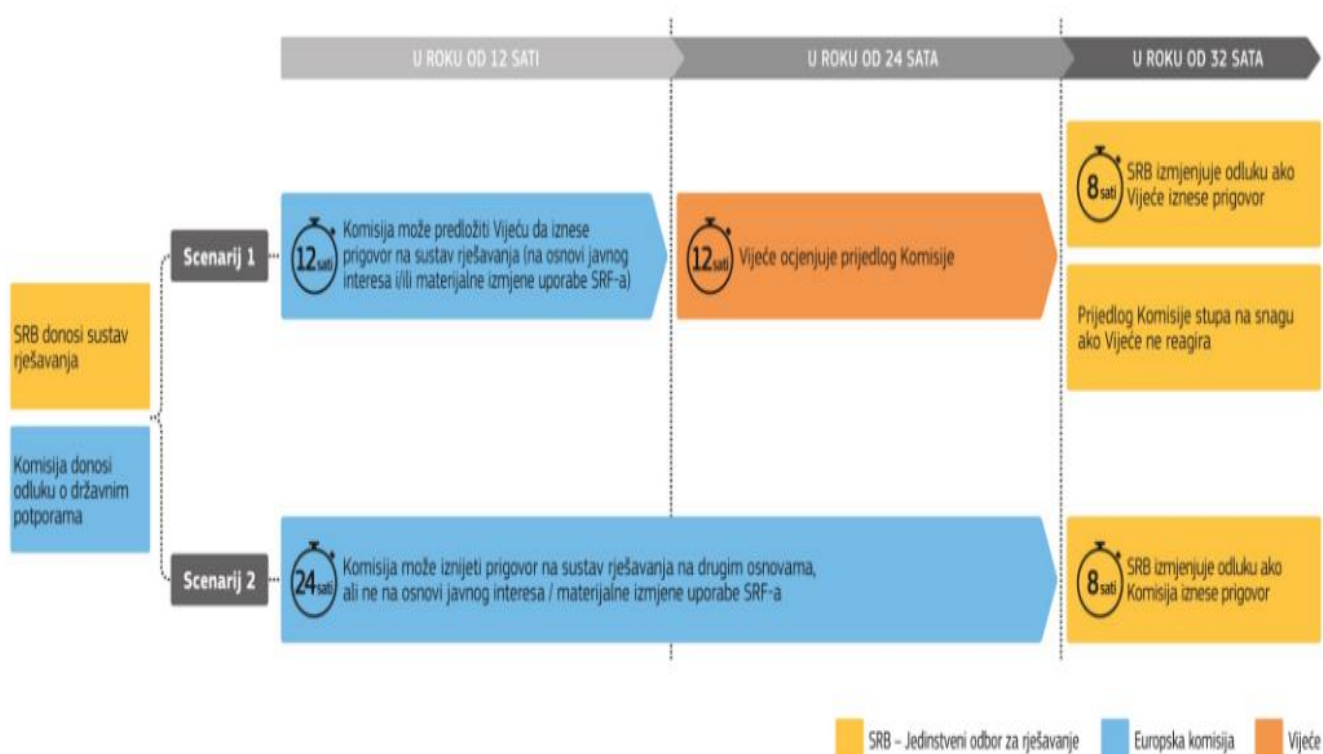 U ROKU OD 12 SATI
U ROKU OD 24 SATA
U ROKU OD 32 SATA
SRB donosi sustav
rješavanja
Komisija donosi
odluku o državnim
potporama
Scenarij 1
12 sati
Komisija može predložiti Vijeću da iznese
prigovor na sustav rješavanja (na osnovi javnog
interesa i/ili materijalne izmjene uporabe SRF-a)
12 sati
Vijeće ocjenjuje prijedlog Komisije
8 sati
SRB izmjenjuje odluku ako
Vijeće iznese prigovor
Prijedlog Komisije stupa na snagu
ako Vijeće ne reagira
Scenarij 2
24 sati
Komisija može iznijeti prigovor na sustav rješavanja na drugim osnovama,
ali ne na osnovi javnog interesa / materijalne izmjene uporabe SRF-a
8 sati
SRB izmjenjuje odluku ako
Komisija iznese prigovor
SRB – Jedinstveni odbor za rješavanje
Europska komisija
Vijeće